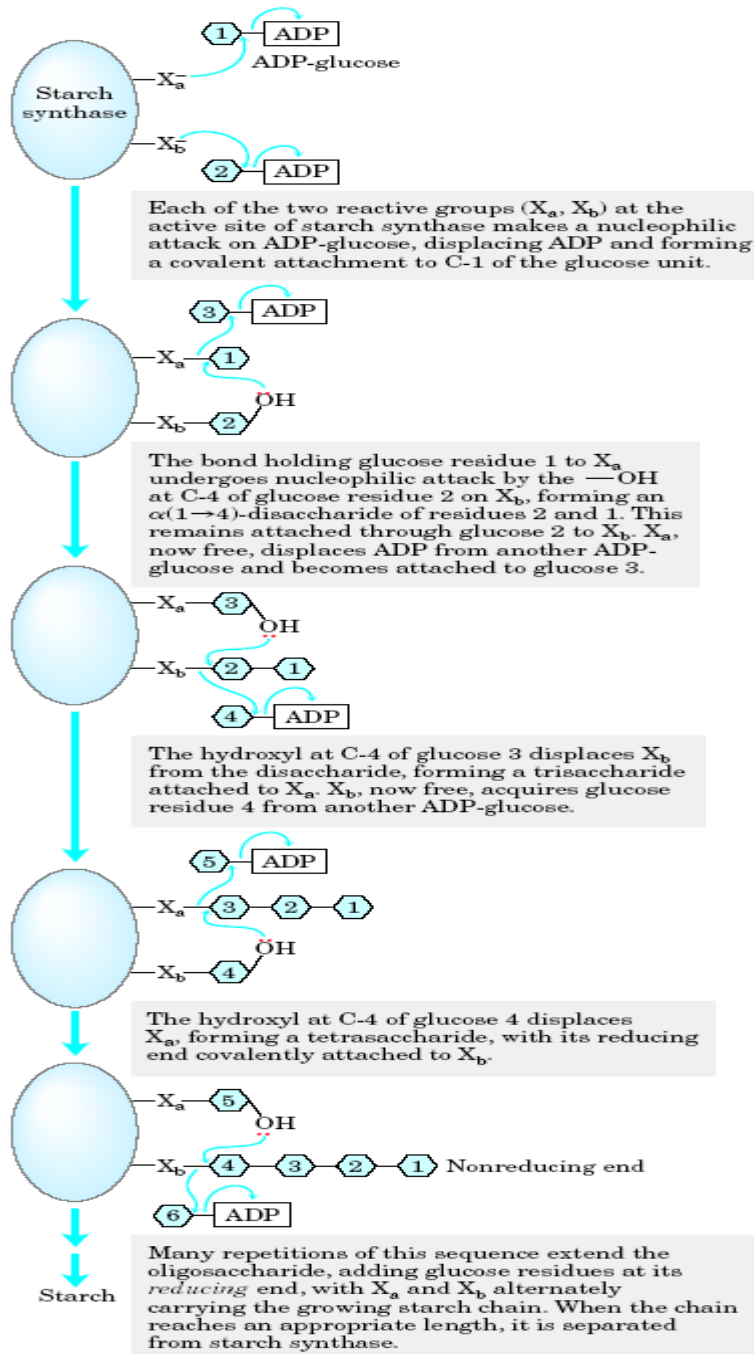 1 ADP
ADP-glucose
Xa⁻
Starch
synthase
Xb⁻
2 ADP
Each of the two reactive groups (Xa, Xb) at the
active site of starch synthase makes a nucleophilic
attack on ADP-glucose, displacing ADP and forming
a covalent attachment to C-1 of the glucose unit.
3 ADP
Xa 1
ÖH
Xb 2
The bond holding glucose residue 1 to Xa
undergoes nucleophilic attack by the —OH
at C-4 of glucose residue 2 on Xb, forming an
α(1→4)-disaccharide of residues 2 and 1. This
remains attached through glucose 2 to Xb. Xa,
now free, displaces ADP from another ADP-
glucose and becomes attached to glucose 3.
Xa 3
OH
Xb 2 1
4 ADP
The hydroxyl at C-4 of glucose 3 displaces Xb
from the disaccharide, forming a trisaccharide
attached to Xa. Xb, now free, acquires glucose
residue 4 from another ADP-glucose.
5 ADP
Xa 3 2 1
ÖH
Xb 4
The hydroxyl at C-4 of glucose 4 displaces
Xa, forming a tetrasaccharide, with its reducing
end covalently attached to Xb.
Xa 5
OH
Xb 4 3 2 1 Nonreducing end
6 ADP
Many repetitions of this sequence extend the
oligosaccharide, adding glucose residues at its
reducing end, with Xa and Xb alternately
carrying the growing starch chain. When the chain
reaches an appropriate length, it is separated
from starch synthase.
Starch